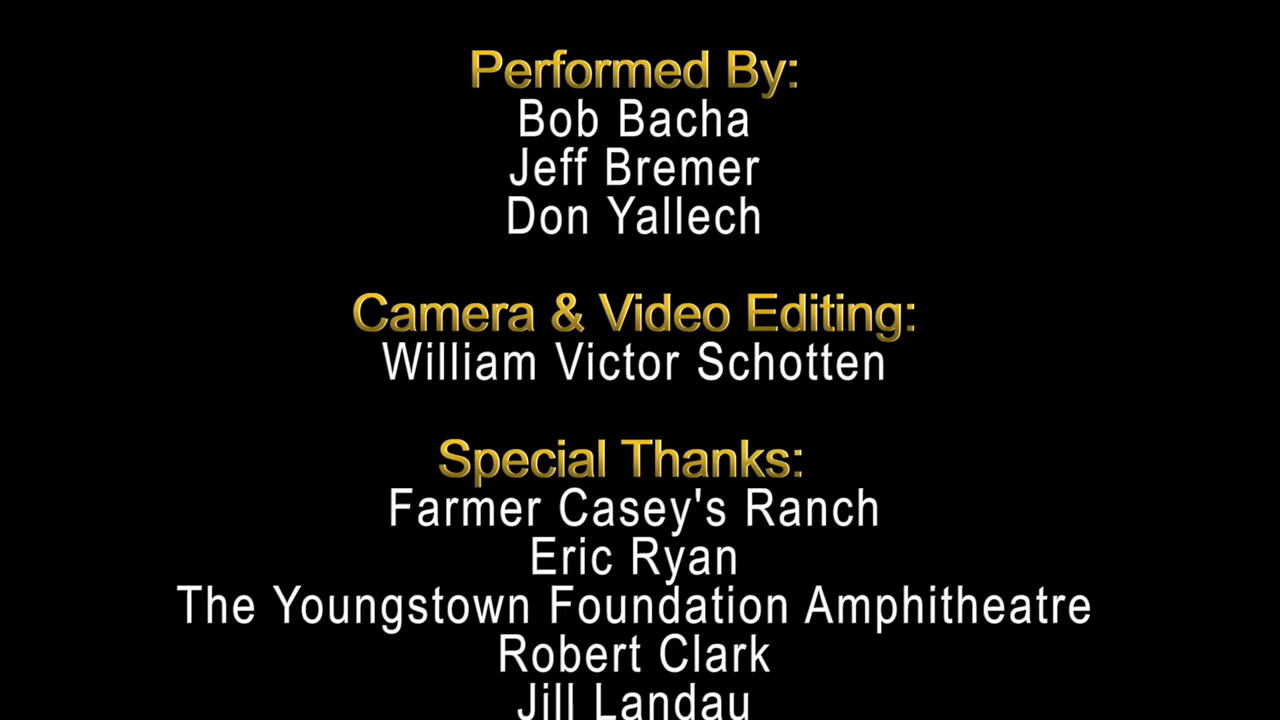 Performed By:
Bob Bacha
Jeff Bremer
Don Yallech
Camera & Video Editing:
William Victor Schotten
Special Thanks:
Farmer Casey's Ranch
Eric Ryan
The Youngstown Foundation Amphitheatre
Robert Clark
Jill Landau